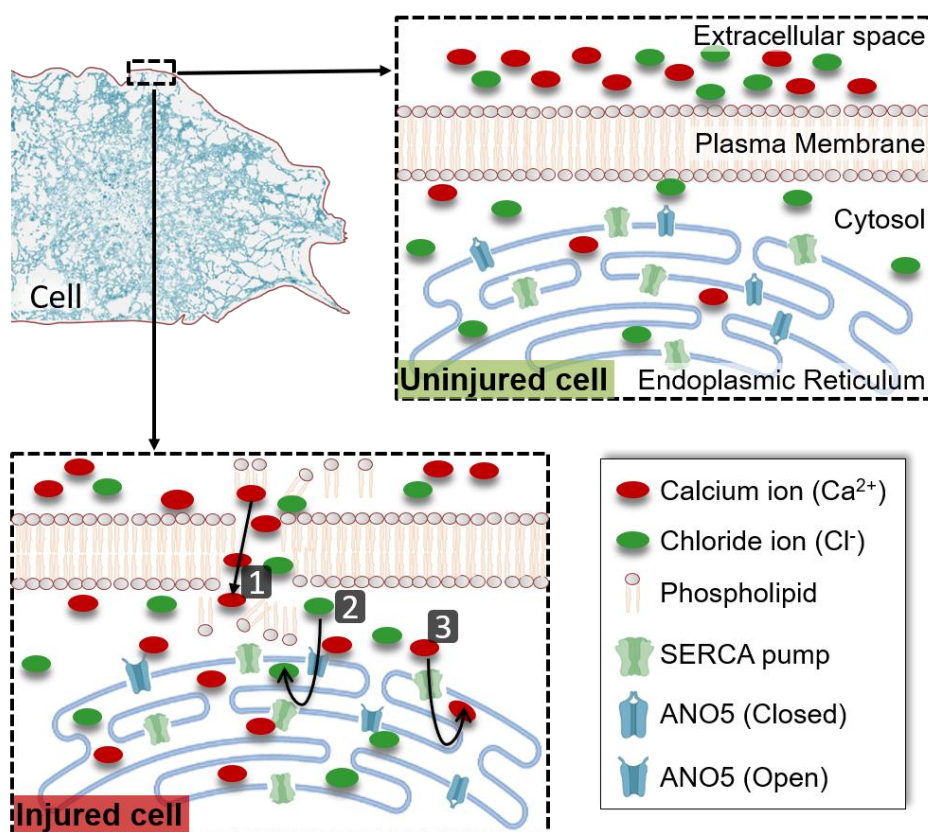 Extracellular space
Plasma Membrane
Cytosol
Cell
Uninjured cell
Endoplasmic Reticulum
1
2
3
Injured cell
Calcium ion (Ca²⁺)
Chloride ion (Cl⁻)
Phospholipid
SERCA pump
ANO5 (Closed)
ANO5 (Open)